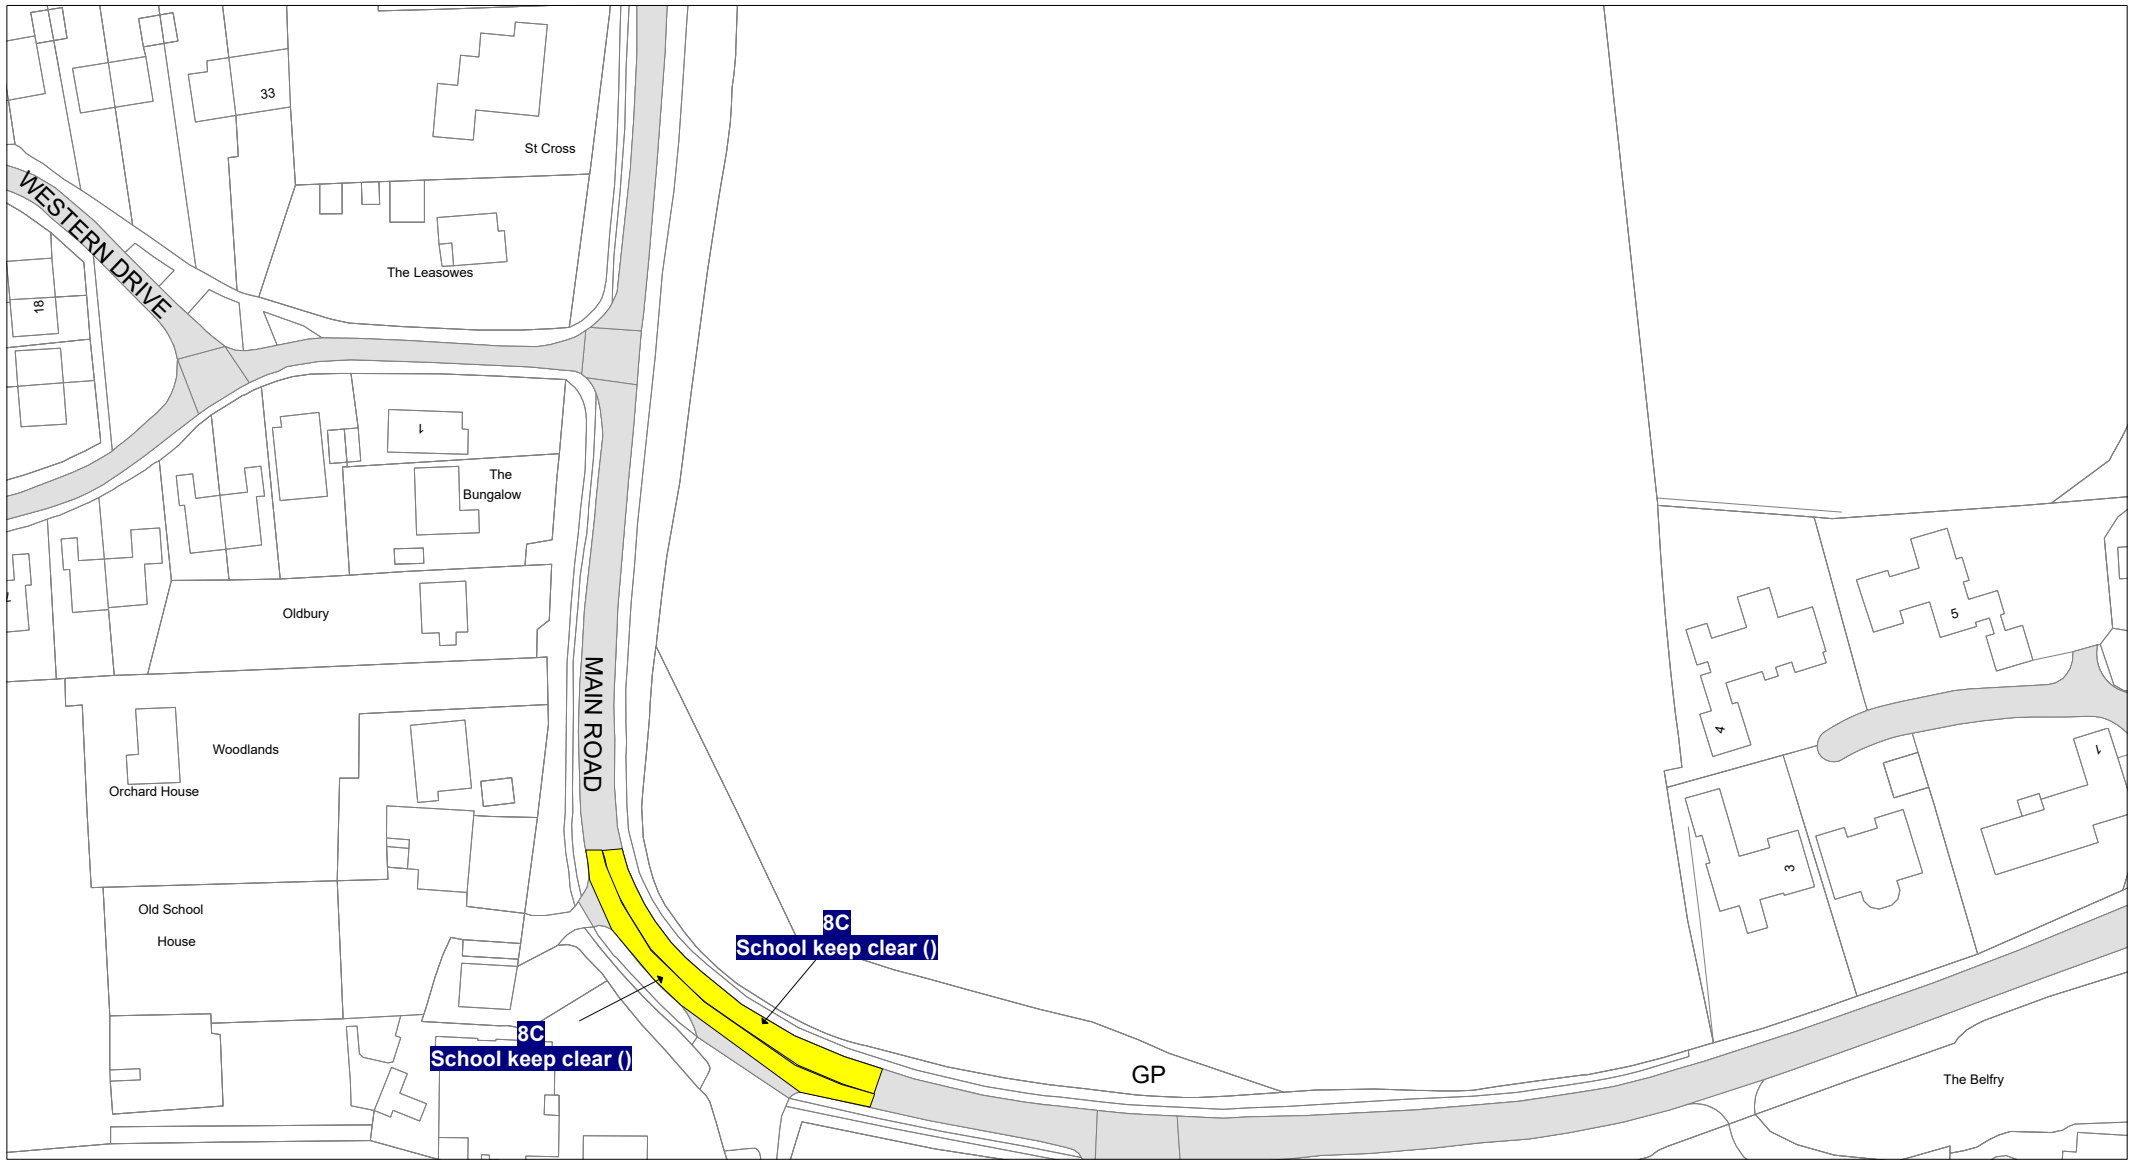 33
St Cross
WESTERN DRIVE
The Leasowes
18
1
The
Bungalow
5
7
Oldbury
MAIN ROAD
4
Woodlands
1
Orchard House
3
Old School
House
8C
School keep clear ()
8C
School keep clear ()
GP
The Belfry